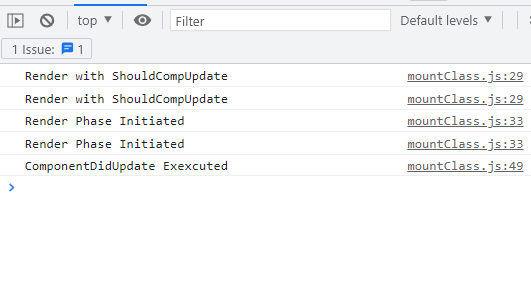 top ▼ Filter Default levels ▼
1 Issue: 1
Render with ShouldCompUpdate mountClass.js:29
Render with ShouldCompUpdate mountClass.js:29
Render Phase Initiated mountClass.js:33
Render Phase Initiated mountClass.js:33
ComponentDidUpdate Exexcuted mountClass.js:49
>